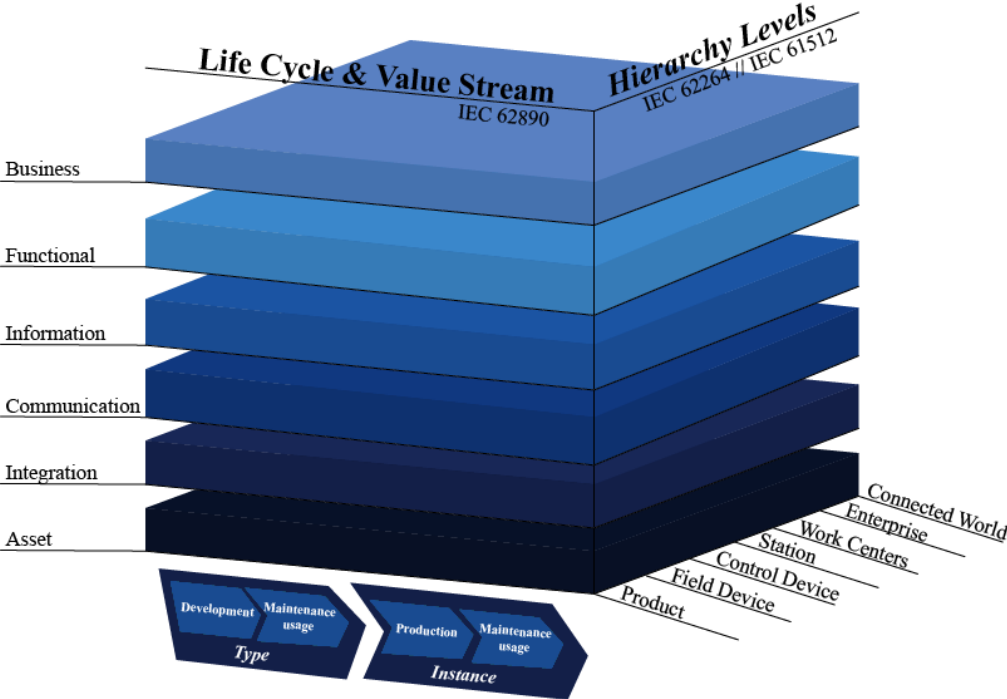 Life Cycle & Value Stream
IEC 62890
Hierarchy Levels
IEC 62264 // IEC 61512
Business
Functional
Information
Communication
Integration
Asset
Connected World
Enterprise
Work Centers
Station
Control Device
Field Device
Product
Development
Maintenance
usage
Type
Production
Maintenance
usage
Instance